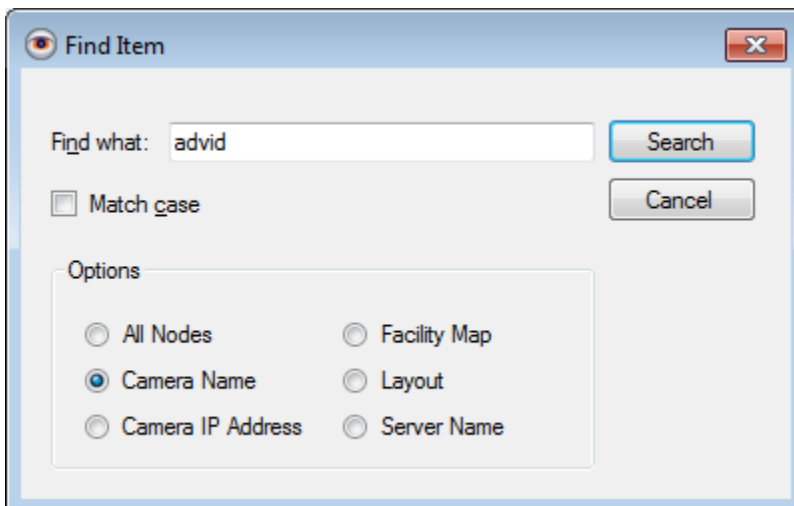 Find Item
Find what: advid Search
Match case Cancel
Options
All Nodes Facility Map
Camera Name Layout
Camera IP Address Server Name